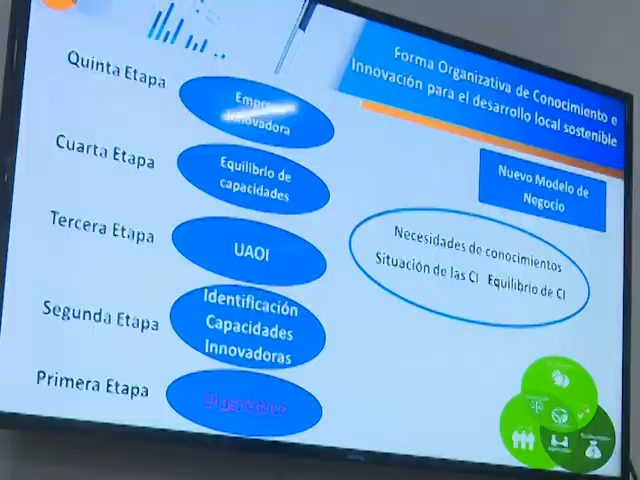 Forma Organizativa de Conocimiento e
Innovación para el desarrollo local sostenible
Quinta Etapa
Innovadora
Cuarta Etapa
Equilibrio de
capacidades
Tercera Etapa
UAOI
Segunda Etapa
Identificación
Capacidades
Innovadoras
Primera Etapa
Diagnóstico
Nuevo Modelo de
Negocio
Necesidades de conocimientos
Situación de las CI Equilibrio de CI